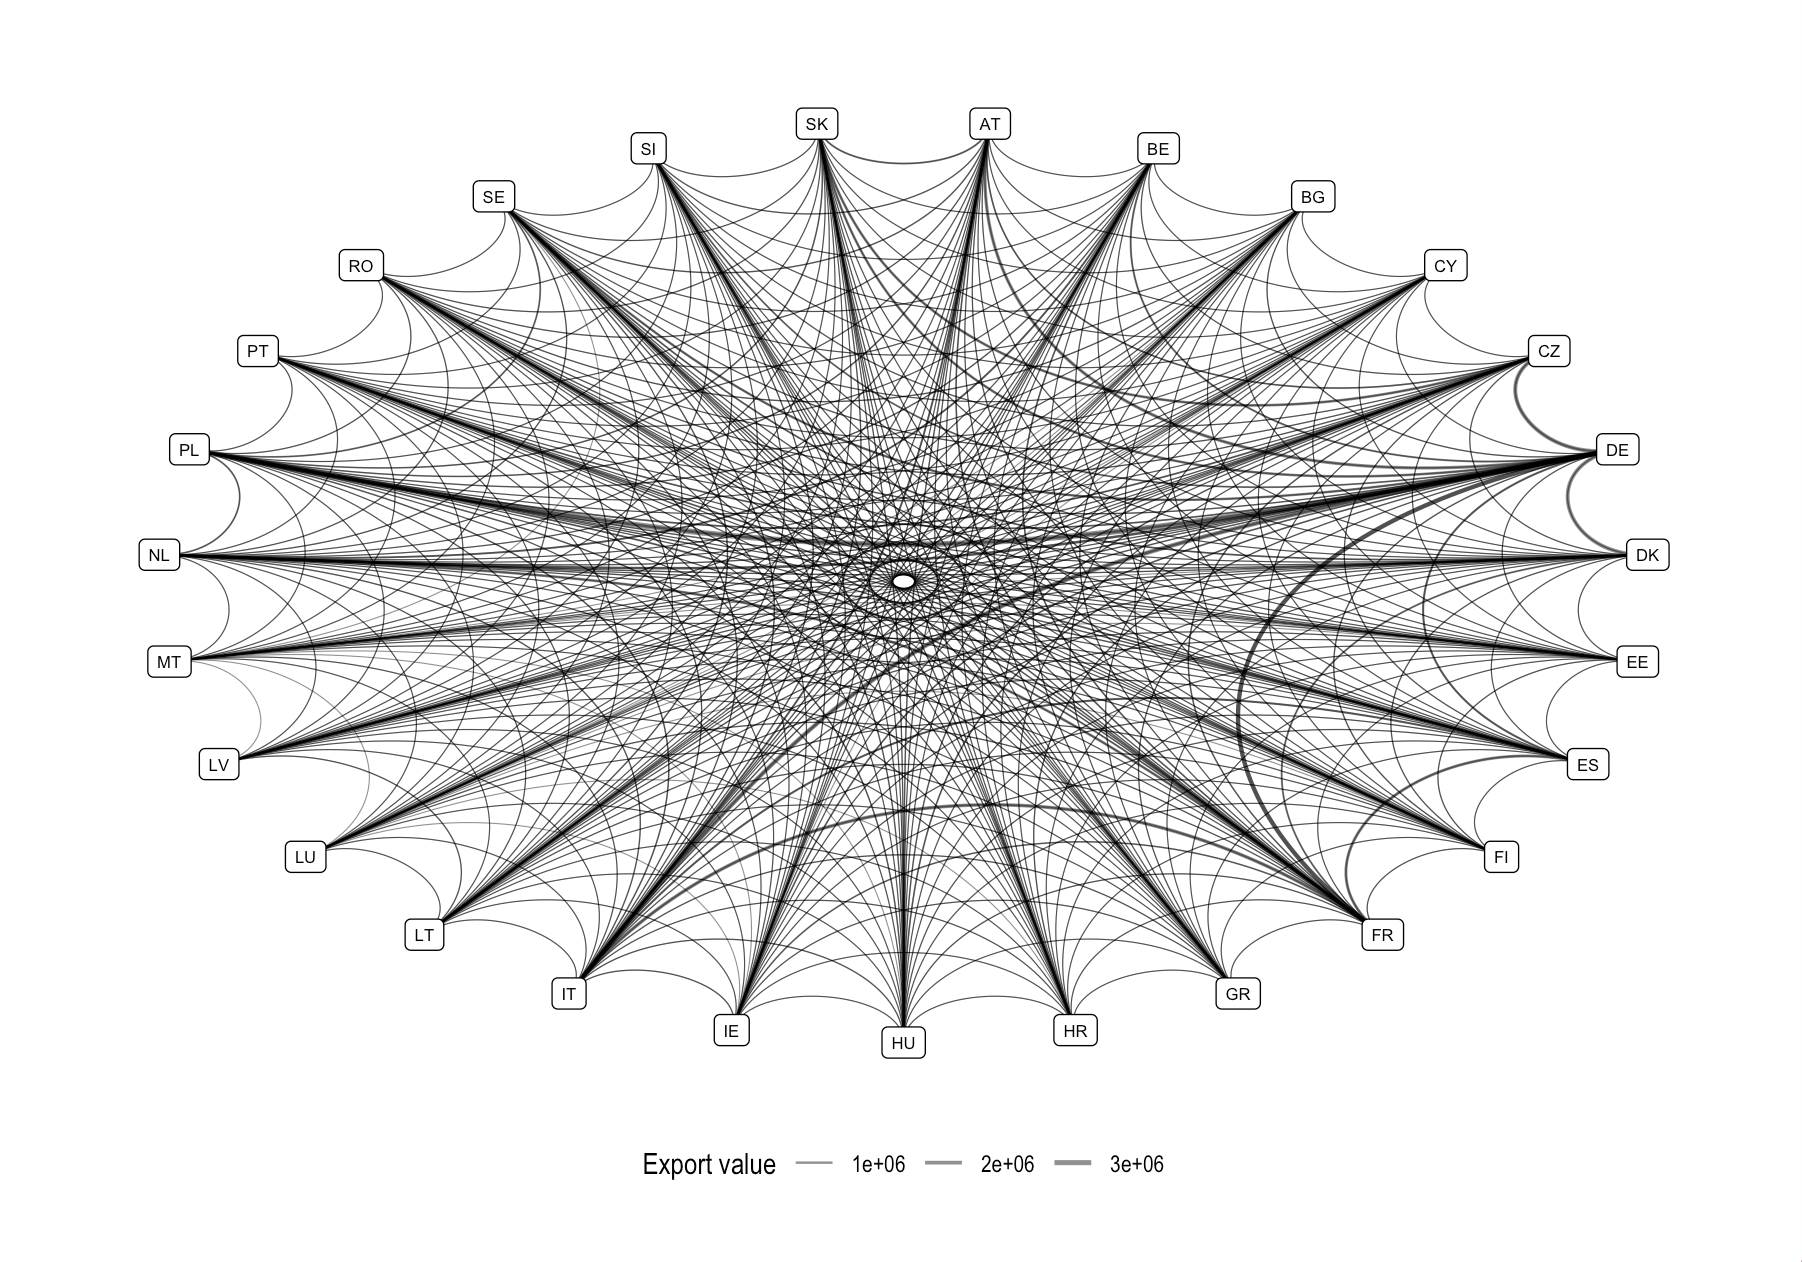 SK AT
SI BE
SE BG
RO CY
PT CZ
PL DE
NL DK
MT EE
LV ES
LU FI
LT FR
IT GR
IE HR
HU
Export value 1e+06 2e+06 3e+06